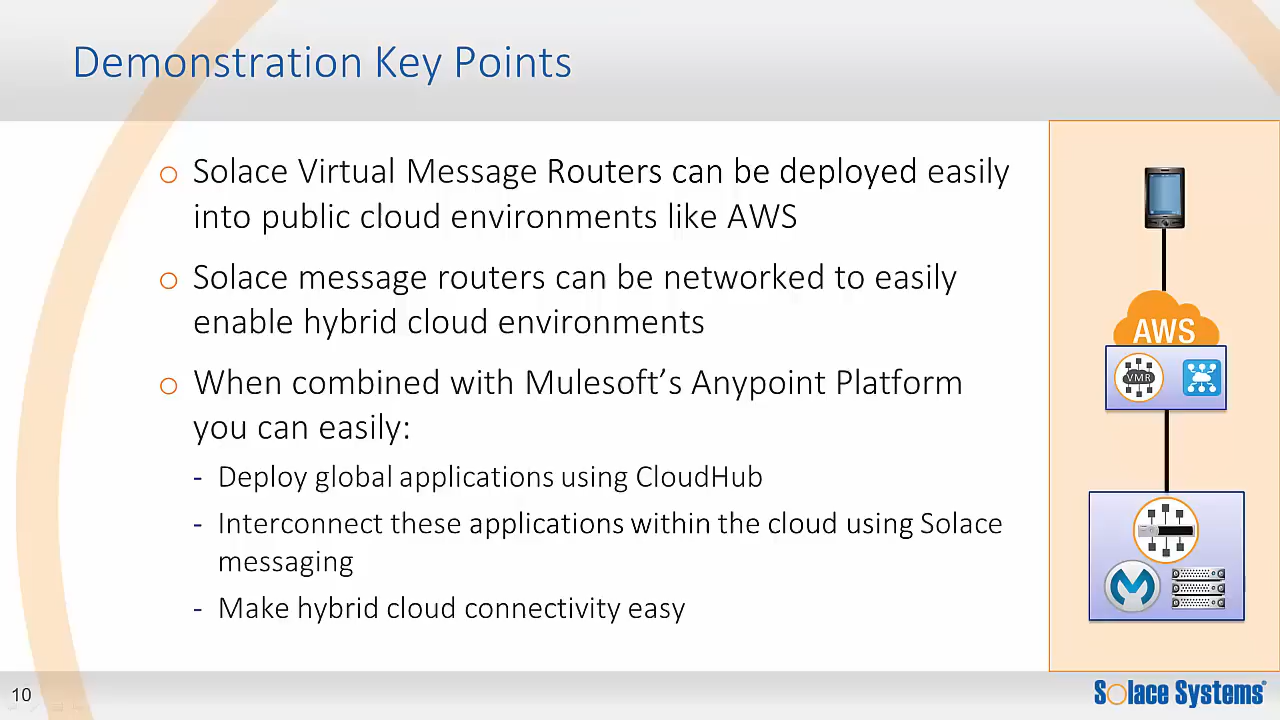 Demonstration Key Points
o Solace Virtual Message Routers can be deployed easily
into public cloud environments like AWS
o Solace message routers can be networked to easily
enable hybrid cloud environments
o When combined with Mulesoft’s Anypoint Platform
you can easily:
- Deploy global applications using CloudHub
- Interconnect these applications within the cloud using Solace
messaging
- Make hybrid cloud connectivity easy
AWS
VMR
10
Solace Systems®